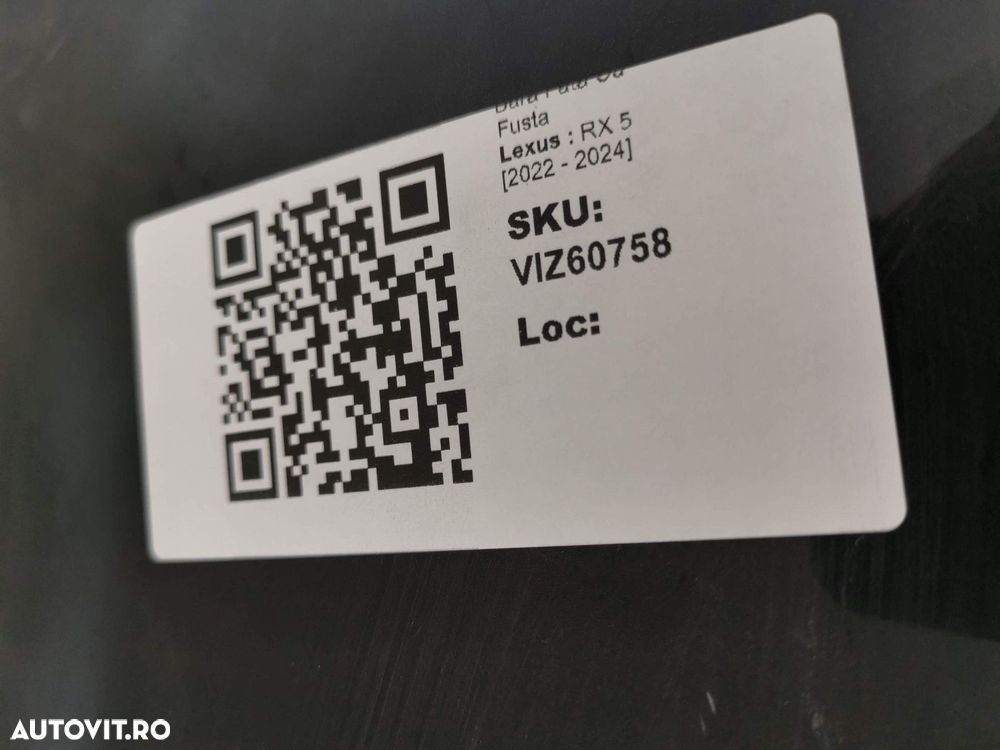 Fusta
Lexus : RX 5
[2022 - 2024]
SKU:
VIZ60758
Loc:
AUTOVIT.RO